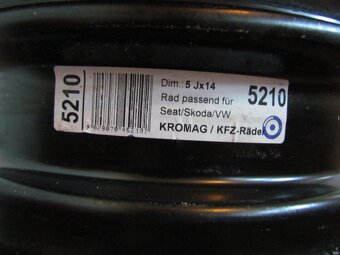 5210
Dim.: 5 Jx14
Rad passend für
Seat/Skoda/VW
KROMAG / KFZ-Räder
5210